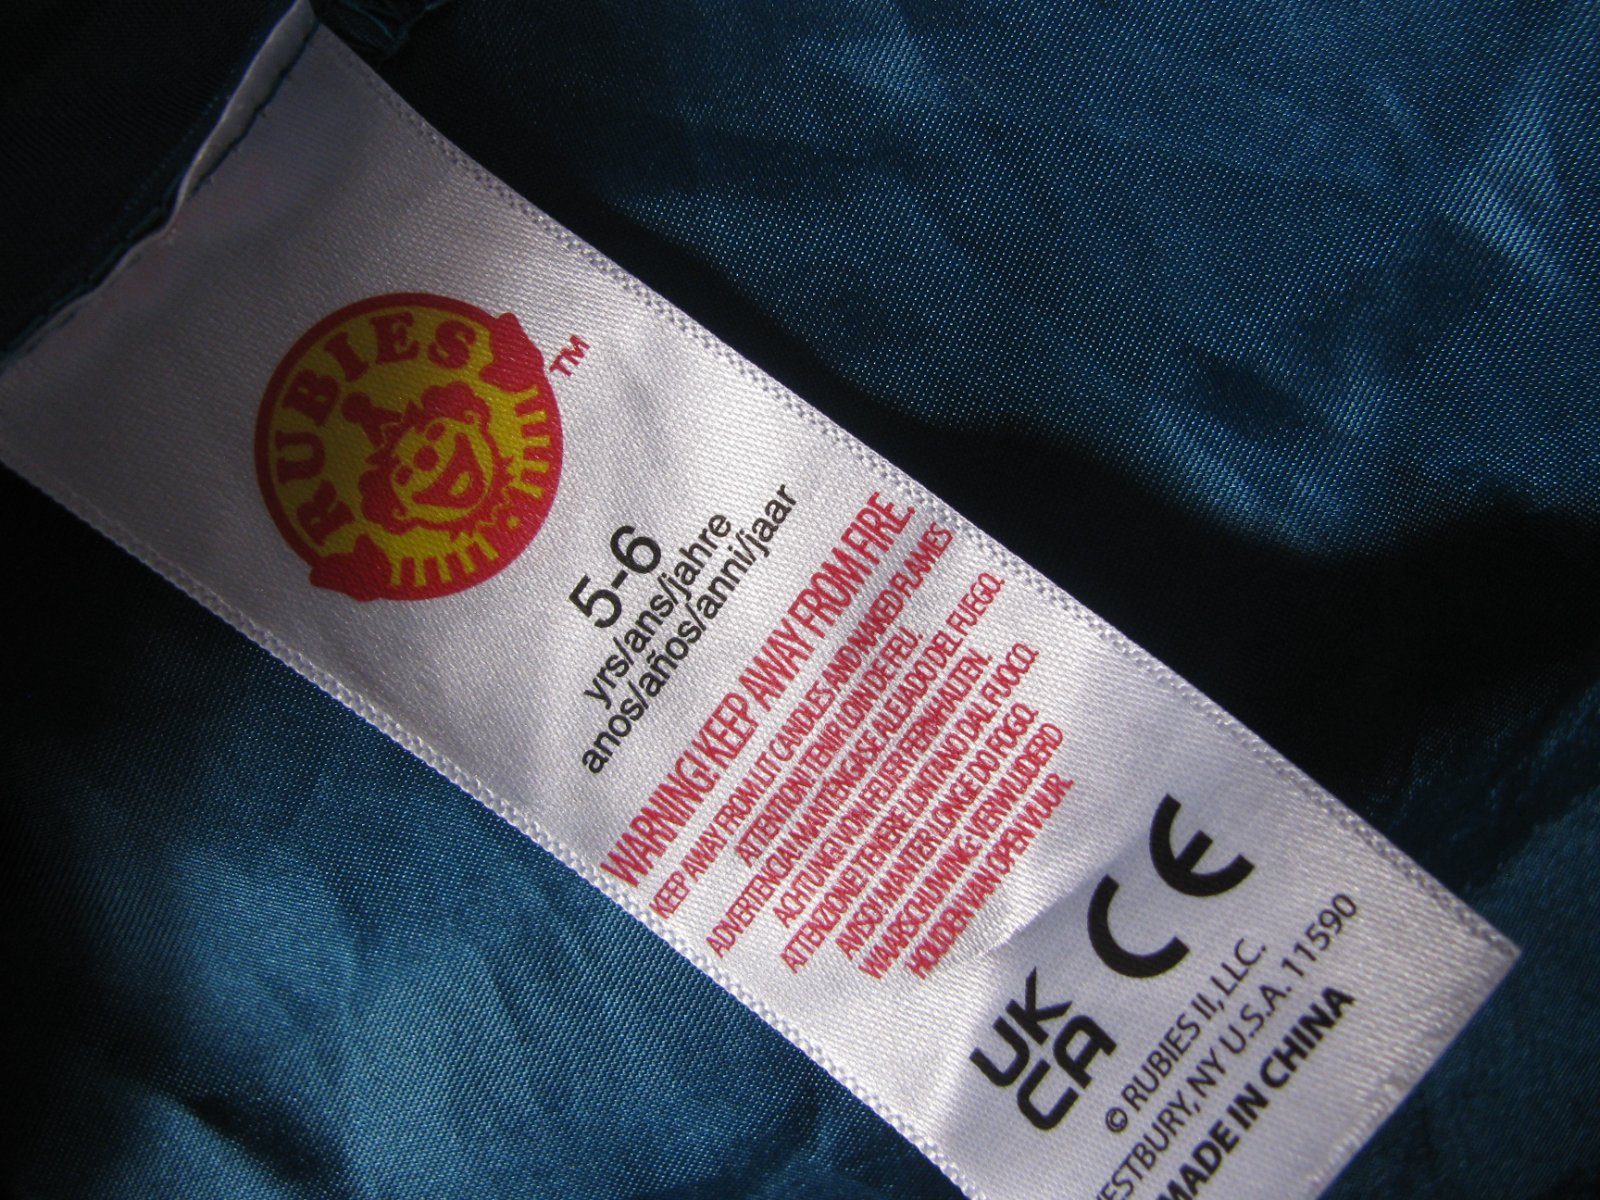 RUBIES
TM
5-6
yrs/ans/jahre
anos/años/anni/jaar
WARNING! KEEP AWAY FROM FIRE.
KEEP AWAY FROM LIT CANDLES AND NAKED FLAMES
ATTENTION! TENIR LOIN DE FEU.
ADVERTENCIA! MANTENGASE ALEJADO DEL FUEGO.
ACHTUNG! VON FEUER FERNHALTEN.
ATTENZIONE! TENERE LONTANO DAL FUOCO.
AVISO! MANTER LONGE DO FOGO.
WAARSCHUWING! VERWIJDERD
HOUDEN VAN OPEN VUUR.
CE
UK
CA
© RUBIES II, LLC.
ESTBURY, NY U.S.A. 11590
MADE IN CHINA